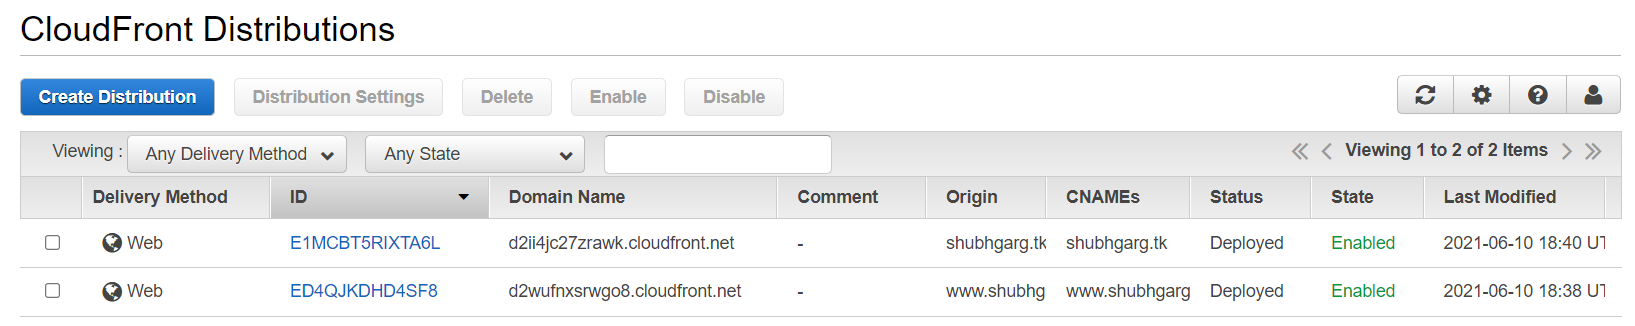 CloudFront Distributions
Create Distribution Distribution Settings Delete Enable Disable
Viewing : Any Delivery Method Any State Viewing 1 to 2 of 2 Items
Delivery Method ID Domain Name Comment Origin CNAMEs Status State Last Modified
Web E1MCBT5RIXTA6L d2ii4jc27zrawk.cloudfront.net - shubhgarg.tk shubhgarg.tk Deployed Enabled 2021-06-10 18:40 UT
Web ED4QJKDHD4SF8 d2wufnxsrwgo8.cloudfront.net - www.shubhg www.shubhgarg Deployed Enabled 2021-06-10 18:38 UT